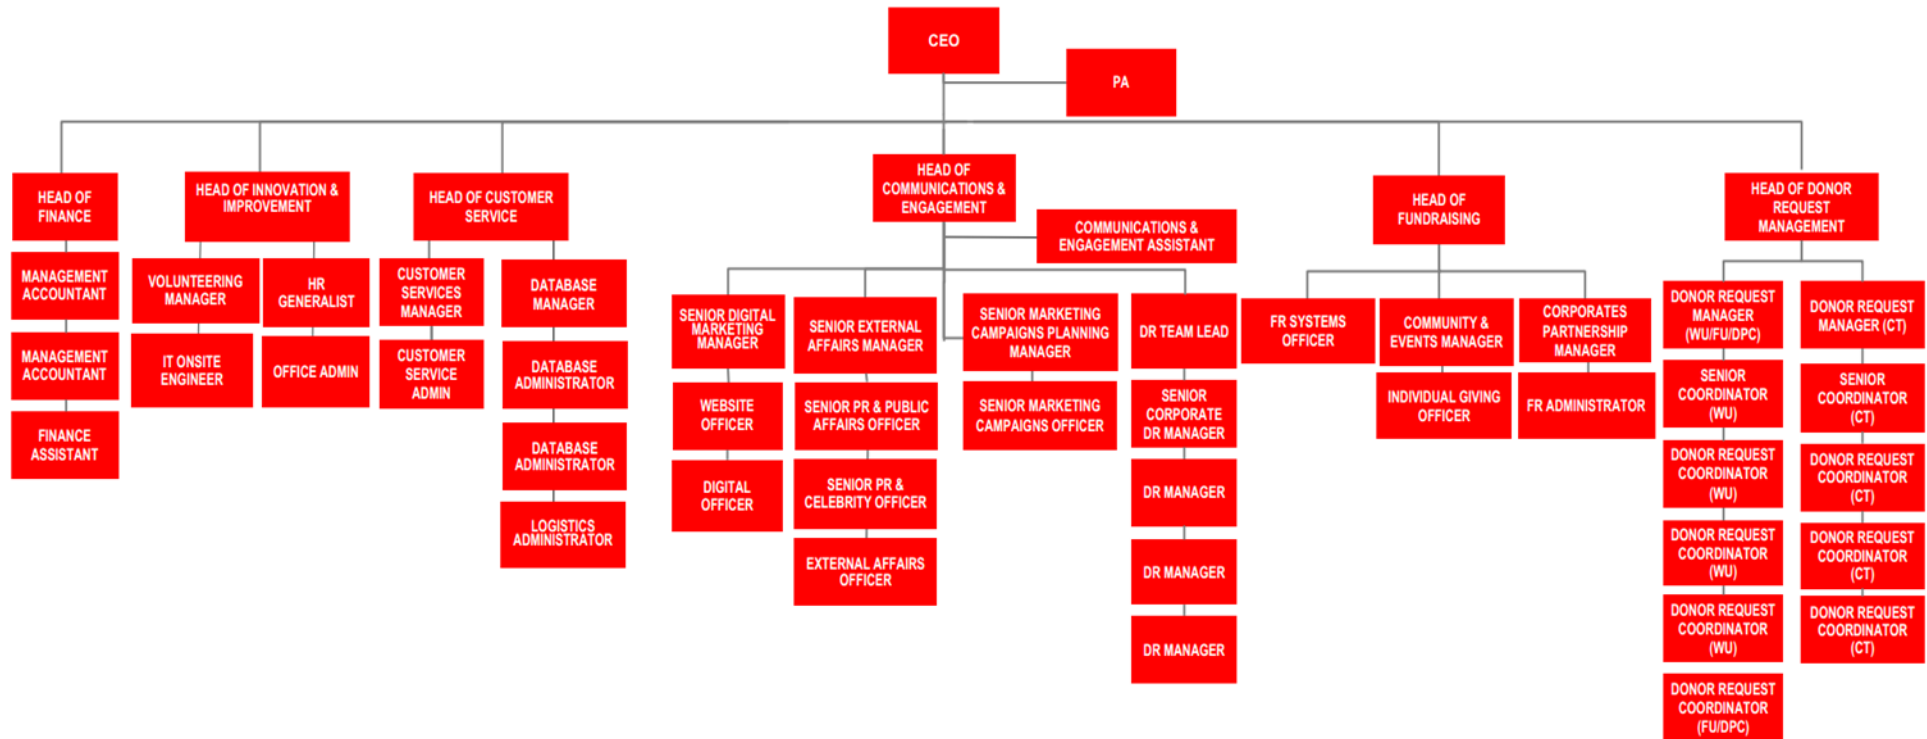 CEO
PA
HEAD OF
FINANCE
MANAGEMENT
ACCOUNTANT
MANAGEMENT
ACCOUNTANT
FINANCE
ASSISTANT
HEAD OF INNOVATION &
IMPROVEMENT
VOLUNTEERING
MANAGER
IT ONSITE
ENGINEER
HR
GENERALIST
OFFICE ADMIN
HEAD OF CUSTOMER
SERVICE
CUSTOMER
SERVICES
MANAGER
CUSTOMER
SERVICE
ADMIN
DATABASE
MANAGER
DATABASE
ADMINISTRATOR
DATABASE
ADMINISTRATOR
LOGISTICS
ADMINISTRATOR
HEAD OF
COMMUNICATIONS &
ENGAGEMENT
COMMUNICATIONS &
ENGAGEMENT ASSISTANT
SENIOR DIGITAL
MARKETING
MANAGER
WEBSITE
OFFICER
DIGITAL
OFFICER
SENIOR EXTERNAL
AFFAIRS MANAGER
SENIOR PR & PUBLIC
AFFAIRS OFFICER
SENIOR PR &
CELEBRITY OFFICER
EXTERNAL AFFAIRS
OFFICER
SENIOR MARKETING
CAMPAIGNS PLANNING
MANAGER
SENIOR MARKETING
CAMPAIGNS OFFICER
DR TEAM LEAD
SENIOR
CORPORATE
DR MANAGER
DR MANAGER
DR MANAGER
DR MANAGER
HEAD OF
FUNDRAISING
FR SYSTEMS
OFFICER
COMMUNITY &
EVENTS MANAGER
INDIVIDUAL GIVING
OFFICER
CORPORATES
PARTNERSHIP
MANAGER
FR ADMINISTRATOR
HEAD OF DONOR
REQUEST
MANAGEMENT
DONOR REQUEST
MANAGER
(WU/FU/DPC)
SENIOR
COORDINATOR
(WU)
DONOR REQUEST
COORDINATOR
(WU)
DONOR REQUEST
COORDINATOR
(WU)
DONOR REQUEST
COORDINATOR
(WU)
DONOR REQUEST
COORDINATOR
(FU/DPC)
DONOR REQUEST
MANAGER (CT)
SENIOR
COORDINATOR
(CT)
DONOR REQUEST
COORDINATOR
(CT)
DONOR REQUEST
COORDINATOR
(CT)
DONOR REQUEST
COORDINATOR
(CT)